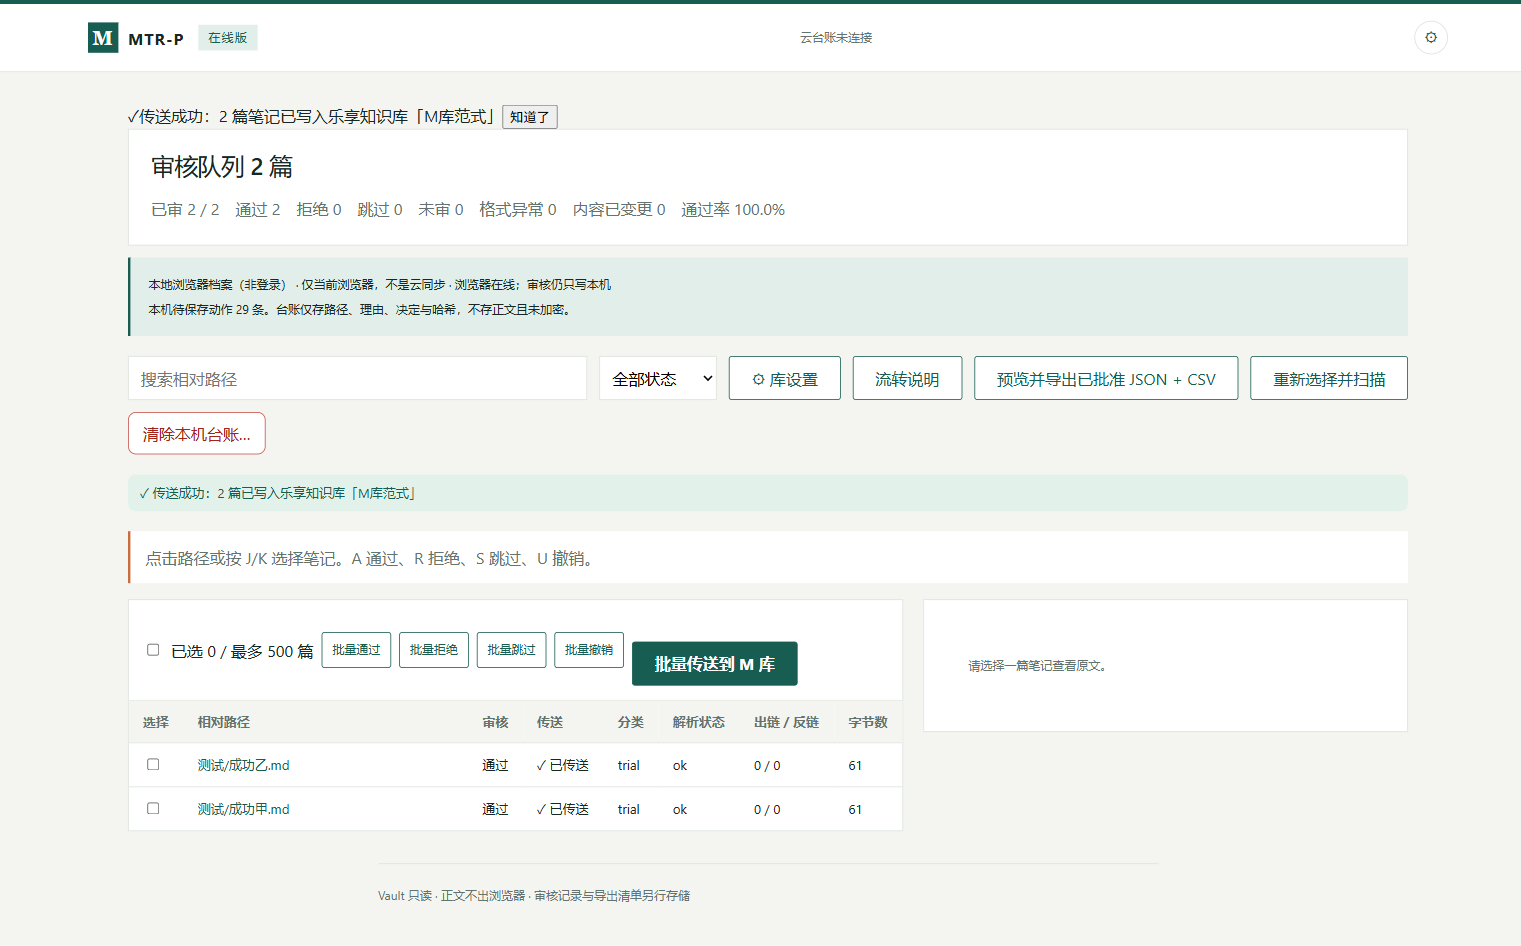 M MTR-P 在线版 云台账未连接
✓传送成功：2 篇笔记已写入乐享知识库「M库范式」 知道了
审核队列 2 篇
已审 2 / 2 通过 2 拒绝 0 跳过 0 未审 0 格式异常 0 内容已变更 0 通过率 100.0%
本地浏览器档案（非登录） · 仅当前浏览器，不是云同步 · 浏览器在线；审核仍只写本机
本机待保存动作 29 条。台账仅存路径、理由、决定与哈希，不存正文且未加密。
搜索相对路径 全部状态 ⚙ 库设置 流转说明 预览并导出已批准 JSON + CSV 重新选择并扫描
清除本机台账...
✓ 传送成功：2 篇已写入乐享知识库「M库范式」
点击路径或按 J/K 选择笔记。A 通过、R 拒绝、S 跳过、U 撤销。
已选 0 / 最多 500 篇 批量通过 批量拒绝 批量跳过 批量撤销 批量传送到 M 库
请选择一篇笔记查看原文。
选择 相对路径 审核 传送 分类 解析状态 出链 / 反链 字节数
测试/成功乙.md 通过 ✓ 已传送 trial ok 0 / 0 61
测试/成功甲.md 通过 ✓ 已传送 trial ok 0 / 0 61
Vault 只读 · 正文不出浏览器 · 审核记录与导出清单另行存储